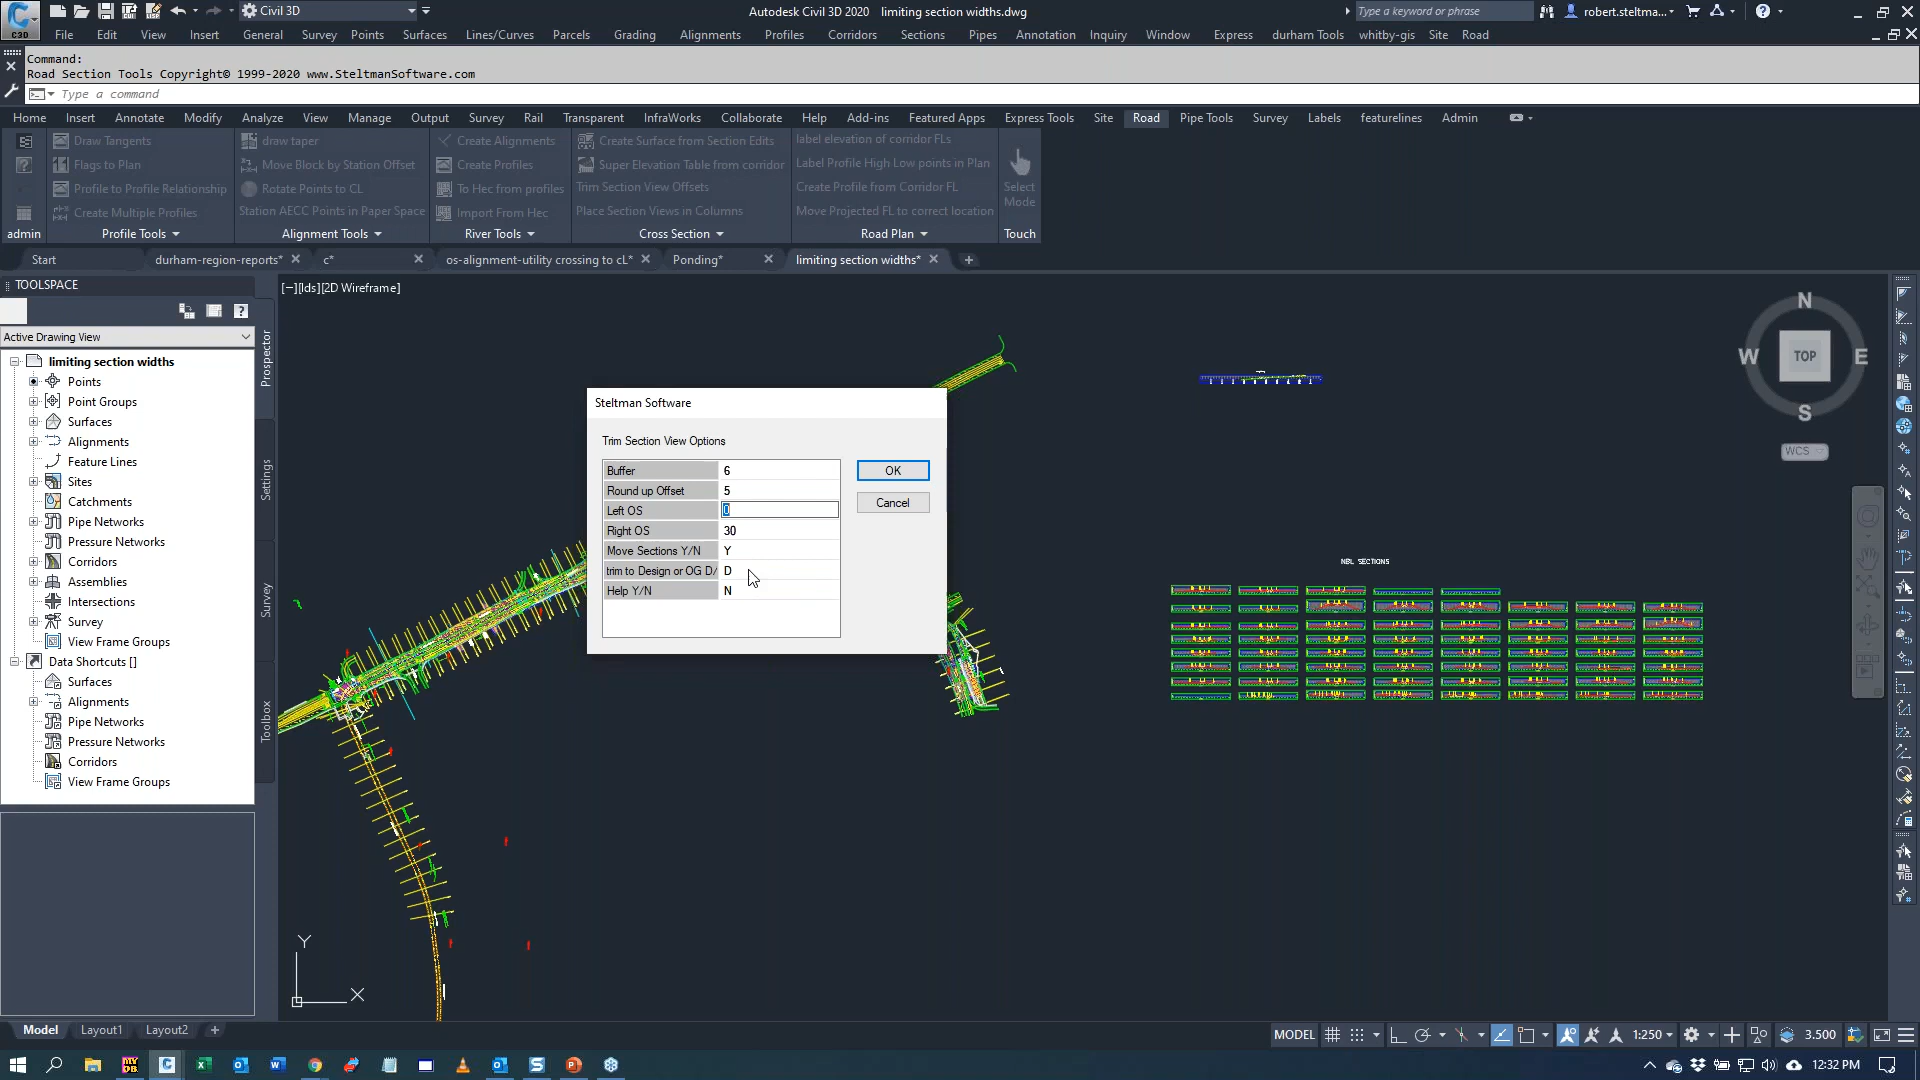 C3D
Civil 3D
Autodesk Civil 3D 2020 limiting section widths.dwg
Type a keyword or phrase
robert.steltma...
File Edit View Insert General Survey Points Surfaces Lines/Curves Parcels Grading Alignments Profiles Corridors Sections Pipes Annotation Inquiry Window Express durham Tools whitby-gis Site Road
Command:
Road Section Tools Copyright© 1999-2020 www.SteltmanSoftware.com
Type a command
Home Insert Annotate Modify Analyze View Manage Output Survey Rail Transparent InfraWorks Collaborate Help Add-ins Featured Apps Express Tools Site Road Pipe Tools Survey Labels featurelines Admin
Draw Tangents draw taper Create Alignments Create Surface from Section Edits label elevation of corridor FLs
Flags to Plan Move Block by Station Offset Create Profiles Super Elevation Table from corridor Label Profile High Low points in Plan
Profile to Profile Relationship Rotate Points to CL To Hec from profiles Trim Section View Offsets Create Profile from Corridor FL
Create Multiple Profiles Station AECC Points in Paper Space Import From Hec Place Section Views in Columns Move Projected FL to correct location
Select
Mode
admin Profile Tools Alignment Tools River Tools Cross Section Road Plan Touch
Start durham-region-reports* c* os-alignment-utility crossing to cL* Ponding* limiting section widths*
TOOLSPACE
Active Drawing View
limiting section widths
Points
Point Groups
Surfaces
Alignments
Feature Lines
Sites
Catchments
Pipe Networks
Pressure Networks
Corridors
Assemblies
Intersections
Survey
View Frame Groups
Data Shortcuts []
Surfaces
Alignments
Pipe Networks
Pressure Networks
Corridors
View Frame Groups
Prospector
Settings
Survey
Toolbox
[−][lds][2D Wireframe]
N
W TOP E
S
WCS
Steltman Software
Trim Section View Options
Buffer 6
Round up Offset 5
Left OS 0
Right OS 30
Move Sections Y/N Y
trim to Design or OG D/ D
Help Y/N N
OK
Cancel
NBL SECTIONS
Y
X
Model Layout1 Layout2
MODEL 1:250 3.500
12:32 PM